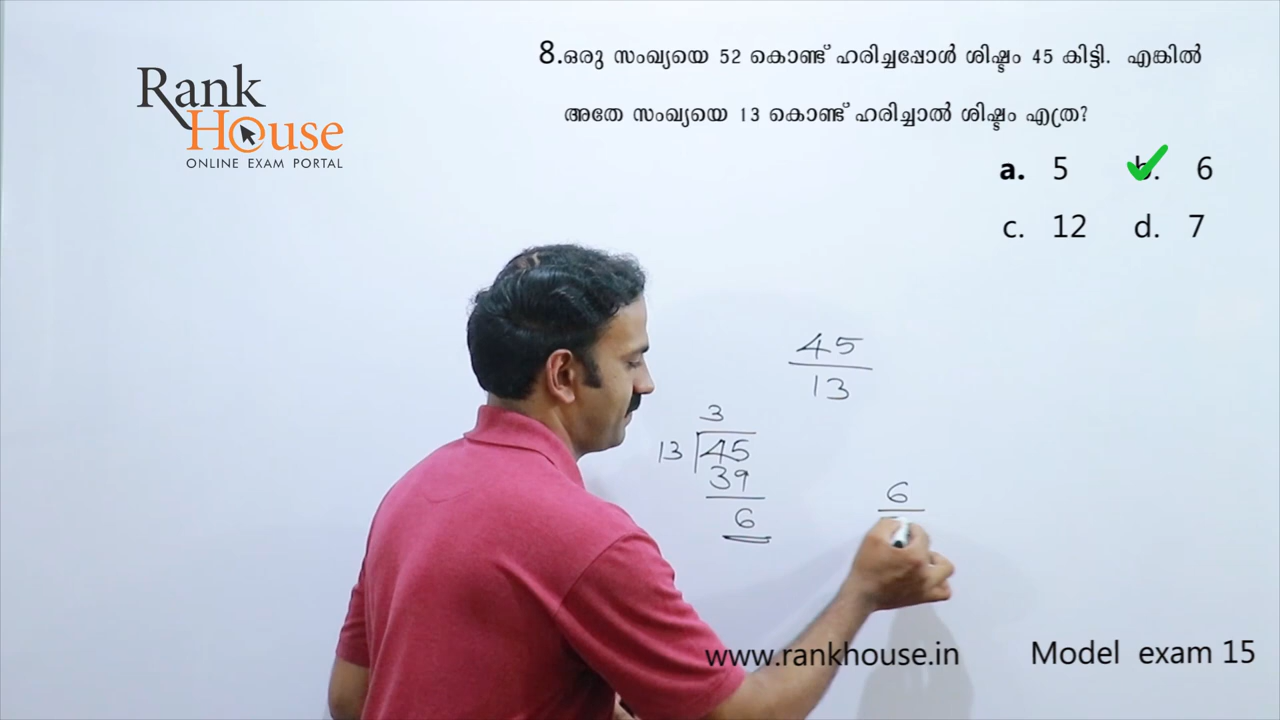 Rank
House
ONLINE EXAM PORTAL
8.ഒരു സംഖ്യയെ 52 കൊണ്ട് ഹരിച്ചപ്പോൾ ശിഷ്ടം 45 കിട്ടി. എങ്കിൽ
അതേ സംഖ്യയെ 13 കൊണ്ട് ഹരിച്ചാൽ ശിഷ്ടം എത്ര?
a. 5 b. 6
c. 12 d. 7
45
13
3
13 45
39
6
6
www.rankhouse.in Model exam 15